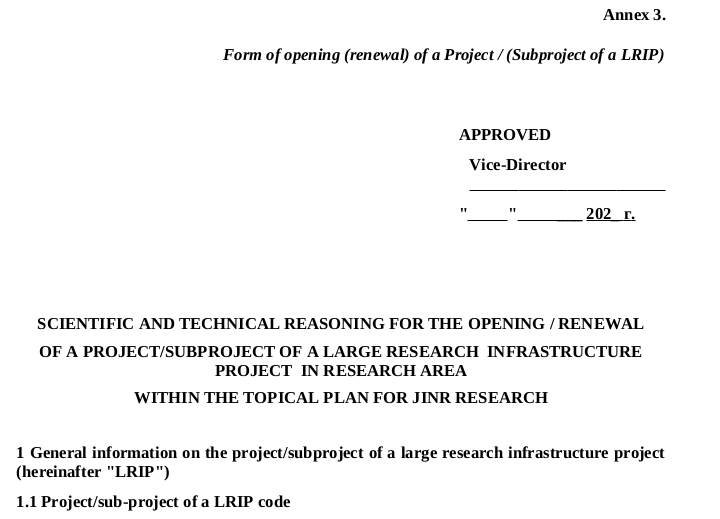 Annex 3.
Form of opening (renewal) of a Project / (Subproject of a LRIP)
APPROVED
Vice-Director
________________________
"_____"________ 202_ г.
SCIENTIFIC AND TECHNICAL REASONING FOR THE OPENING / RENEWAL
OF A PROJECT/SUBPROJECT OF A LARGE RESEARCH INFRASTRUCTURE
PROJECT IN RESEARCH AREA
WITHIN THE TOPICAL PLAN FOR JINR RESEARCH
1 General information on the project/subproject of a large research infrastructure project
(hereinafter "LRIP")
1.1 Project/sub-project of a LRIP code